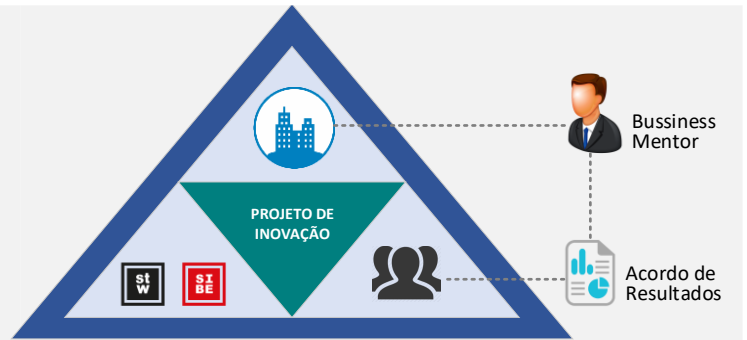 Bussiness
Mentor
PROJETO DE
INOVAÇÃO
st
W
SI
BE
Acordo de
Resultados